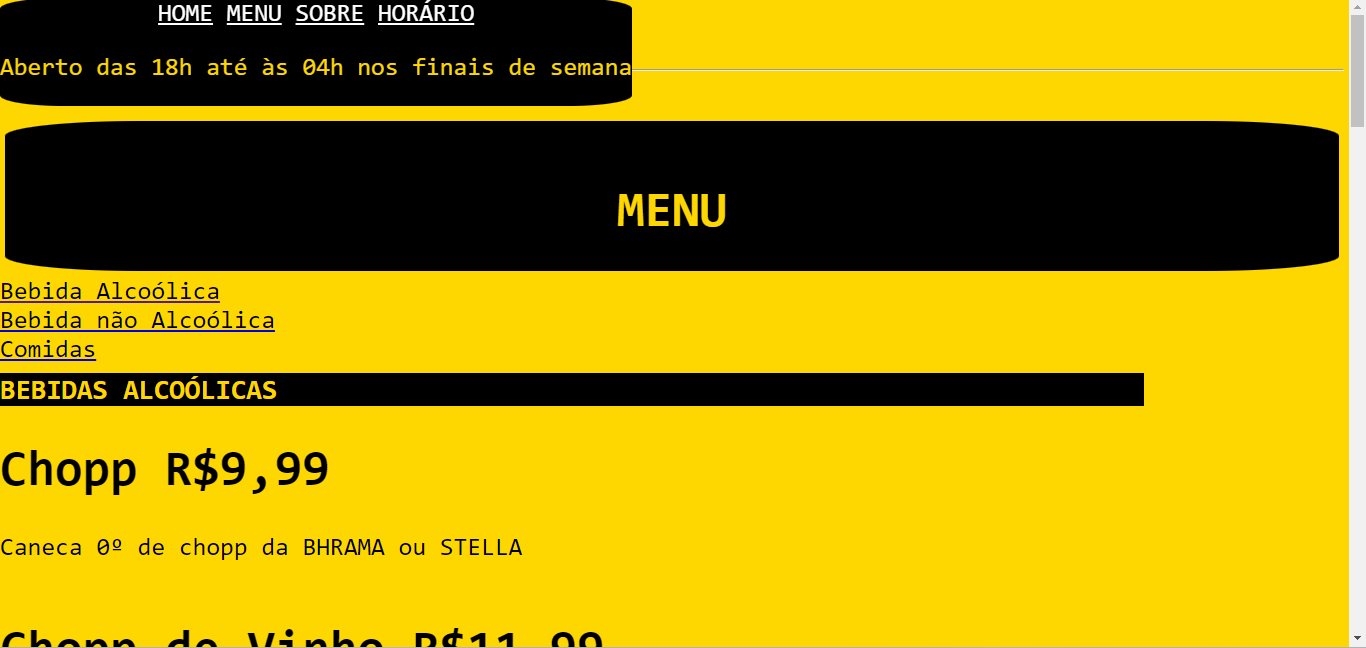 HOME MENU SOBRE HORÁRIO
Aberto das 18h até às 04h nos finais de semana
MENU
Bebida Alcoólica
Bebida não Alcoólica
Comidas
BEBIDAS ALCOÓLICAS
Chopp R$9,99
Caneca 0º de chopp da BHRAMA ou STELLA
Chopp de Vinho R$11,99